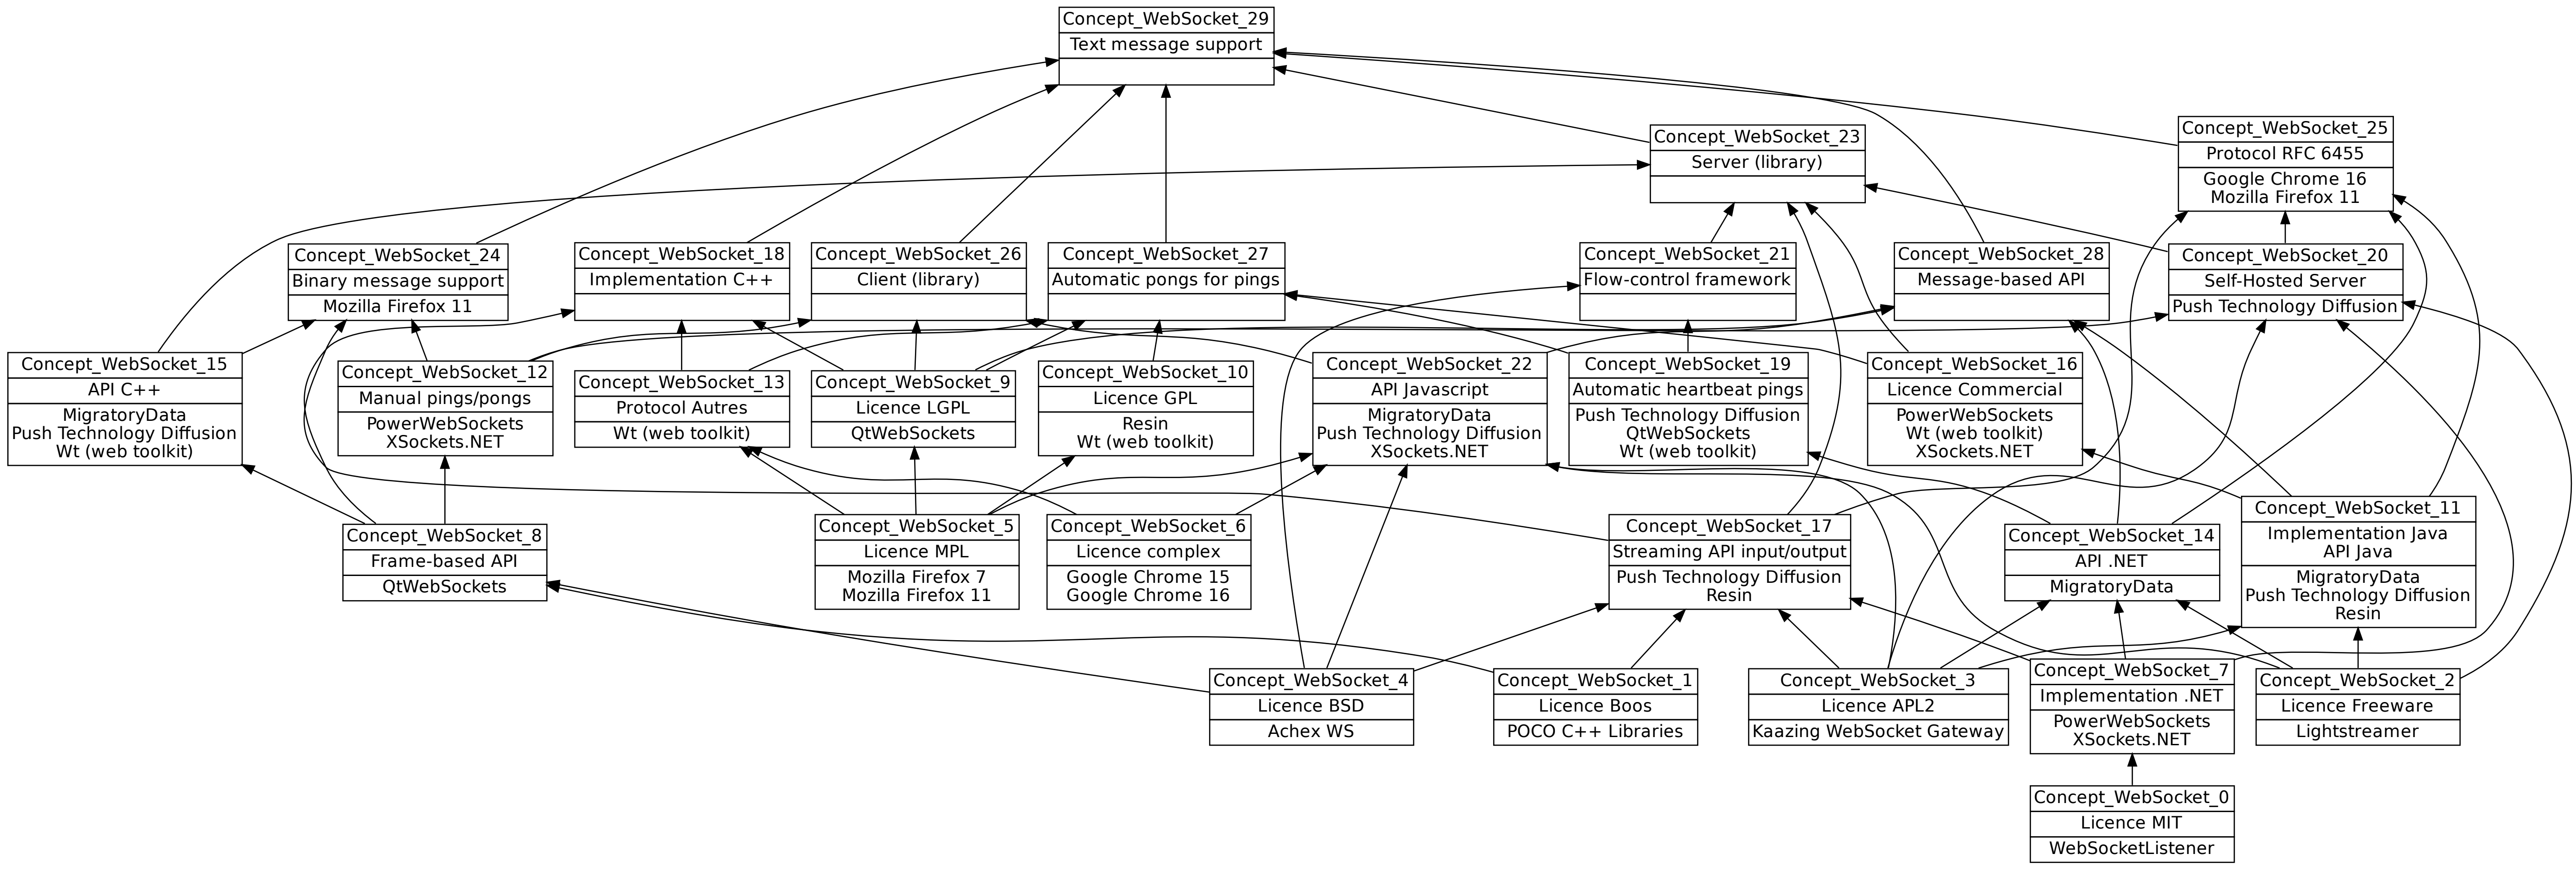 Concept_WebSocket_29
Text message support
Concept_WebSocket_23
Server (library)
Concept_WebSocket_25
Protocol RFC 6455
Google Chrome 16
Mozilla Firefox 11
Concept_WebSocket_24
Binary message support
Mozilla Firefox 11
Concept_WebSocket_18
Implementation C++
Concept_WebSocket_26
Client (library)
Concept_WebSocket_27
Automatic pongs for pings
Concept_WebSocket_21
Flow-control framework
Concept_WebSocket_28
Message-based API
Concept_WebSocket_20
Self-Hosted Server
Push Technology Diffusion
Concept_WebSocket_15
API C++
MigratoryData
Push Technology Diffusion
Wt (web toolkit)
Concept_WebSocket_12
Manual pings/pongs
PowerWebSockets
XSockets.NET
Concept_WebSocket_13
Protocol Autres
Wt (web toolkit)
Concept_WebSocket_9
Licence LGPL
QtWebSockets
Concept_WebSocket_10
Licence GPL
Resin
Wt (web toolkit)
Concept_WebSocket_22
API Javascript
MigratoryData
Push Technology Diffusion
XSockets.NET
Concept_WebSocket_19
Automatic heartbeat pings
Push Technology Diffusion
QtWebSockets
Wt (web toolkit)
Concept_WebSocket_16
Licence Commercial
PowerWebSockets
Wt (web toolkit)
XSockets.NET
Concept_WebSocket_8
Frame-based API
QtWebSockets
Concept_WebSocket_5
Licence MPL
Mozilla Firefox 7
Mozilla Firefox 11
Concept_WebSocket_6
Licence complex
Google Chrome 15
Google Chrome 16
Concept_WebSocket_17
Streaming API input/output
Push Technology Diffusion
Resin
Concept_WebSocket_14
API .NET
MigratoryData
Concept_WebSocket_11
Implementation Java
API Java
MigratoryData
Push Technology Diffusion
Resin
Concept_WebSocket_4
Licence BSD
Achex WS
Concept_WebSocket_1
Licence Boos
POCO C++ Libraries
Concept_WebSocket_3
Licence APL2
Kaazing WebSocket Gateway
Concept_WebSocket_7
Implementation .NET
PowerWebSockets
XSockets.NET
Concept_WebSocket_2
Licence Freeware
Lightstreamer
Concept_WebSocket_0
Licence MIT
WebSocketListener